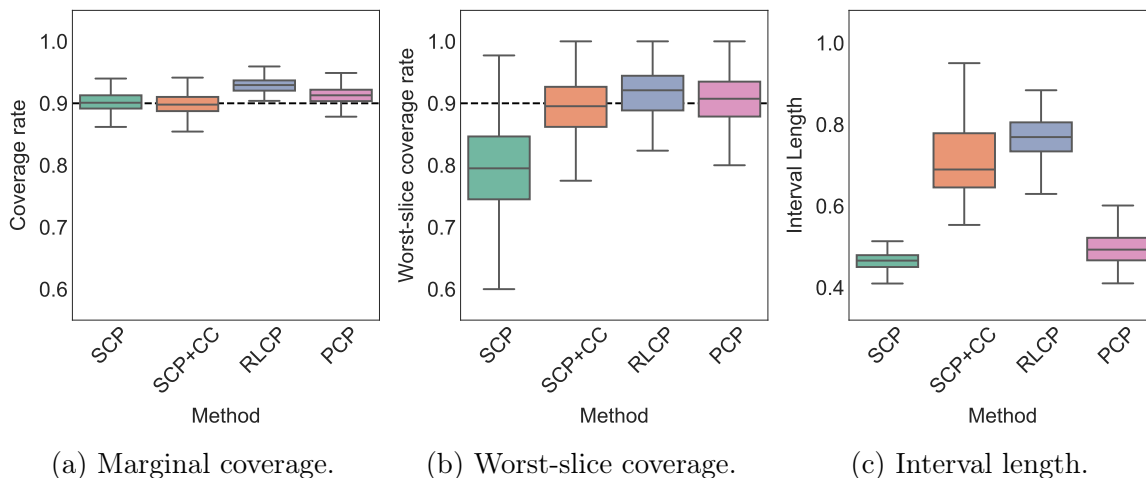 Coverage rate
1.0
0.9
0.8
0.7
0.6
SCP
SCP+CC
RLCP
PCP
Method
(a) Marginal coverage.
Worst-slice coverage rate
1.0
0.9
0.8
0.7
0.6
SCP
SCP+CC
RLCP
PCP
Method
(b) Worst-slice coverage.
Interval Length
1.0
0.8
0.6
0.4
SCP
SCP+CC
RLCP
PCP
Method
(c) Interval length.